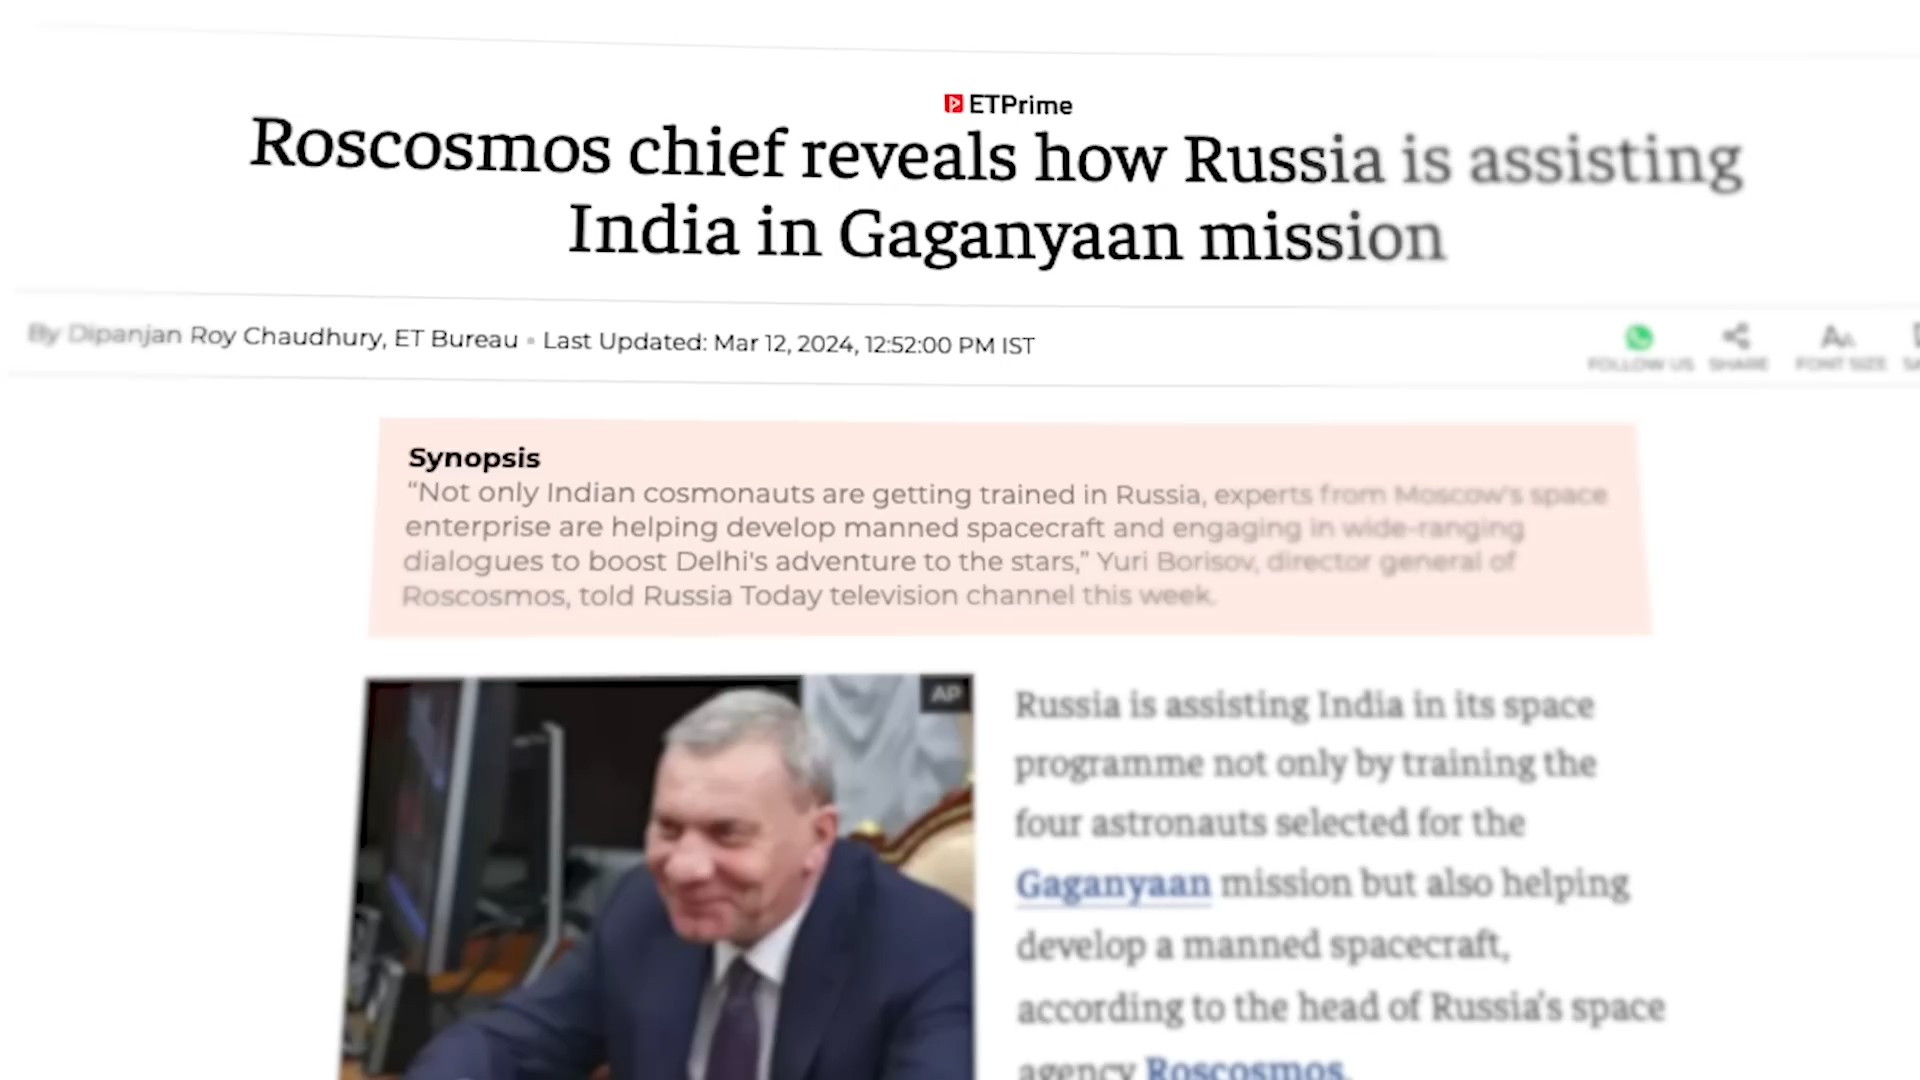 ETPrime
Roscosmos chief reveals how Russia is assisting
India in Gaganyaan mission
By Dipanjan Roy Chaudhury, ET Bureau • Last Updated: Mar 12, 2024, 12:52:00 PM IST
FOLLOW US SHARE FONT SIZE
Synopsis
“Not only Indian cosmonauts are getting trained in Russia, experts from Moscow's space
enterprise are helping develop manned spacecraft and engaging in wide-ranging
dialogues to boost Delhi's adventure to the stars,” Yuri Borisov, director general of
Roscosmos, told Russia Today television channel this week.
AP
Russia is assisting India in its space
programme not only by training the
four astronauts selected for the
Gaganyaan mission but also helping
develop a manned spacecraft,
according to the head of Russia's space
agency Roscosmos.